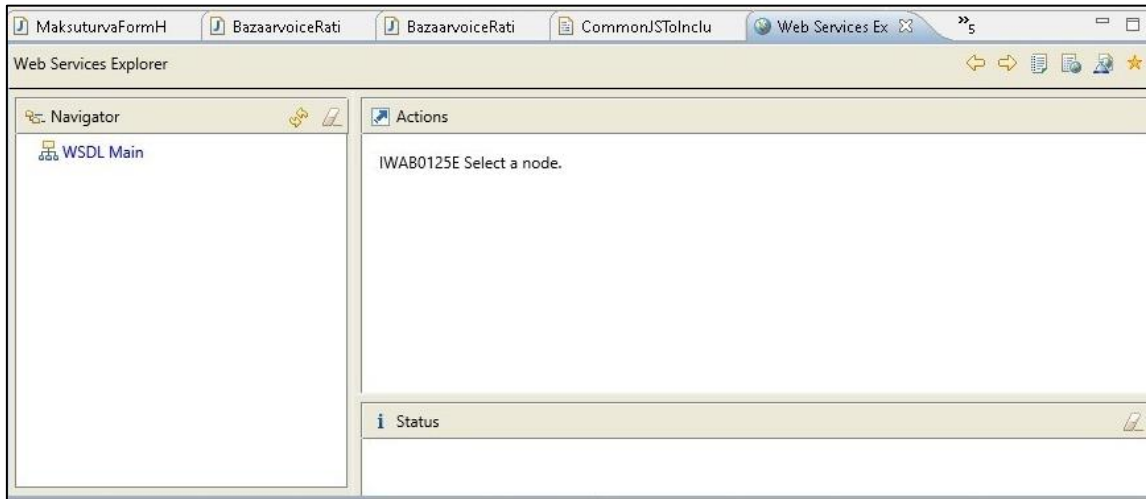 MaksuturvaFormH BazaarvoiceRati BazaarvoiceRati CommonJSToInclu Web Services Ex »5
Web Services Explorer
Navigator
WSDL Main
Actions
IWAB0125E Select a node.
i Status